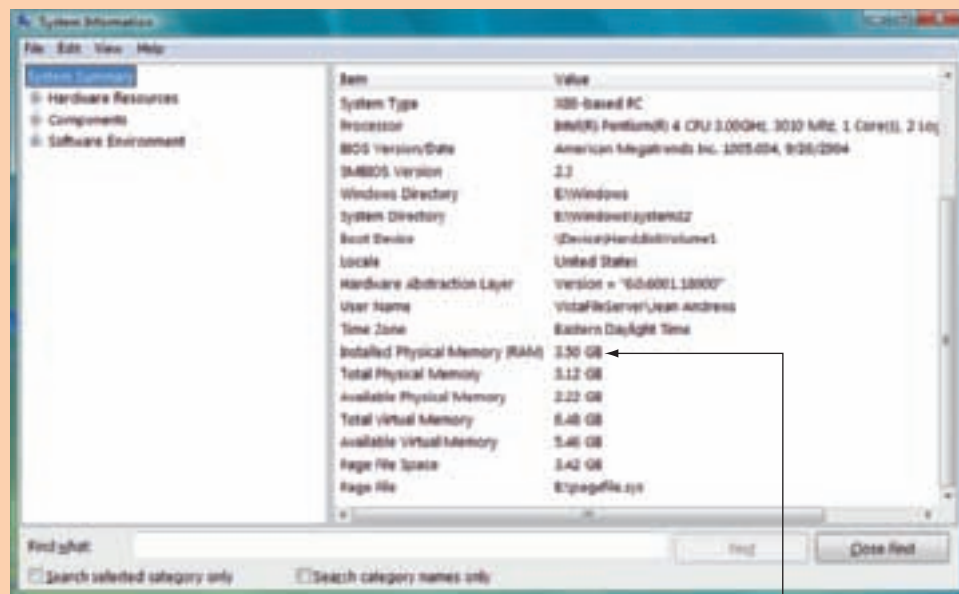 System Information
File Edit View Help
System Summary
Hardware Resources
Components
Software Environment
Item Value
System Type X86-based PC
Processor Intel(R) Pentium(R) 4 CPU 3.00GHz, 3010 Mhz, 1 Core(s), 2 Log
BIOS Version/Date American Megatrends Inc. 1005.004, 9/20/2004
SMBIOS Version
Windows Directory E:\Windows
System Directory E:\Windows\system32
Boot Device \Device\HarddiskVolume1
Locale United States
Hardware Abstraction Layer Version = "6.0.6001.18000"
User Name VistaFileServer\Jean Andrews
Time Zone Eastern Daylight Time
Installed Physical Memory (RAM) 3.50 GB
Total Physical Memory 3.12 GB
Available Physical Memory 2.22 GB
Total Virtual Memory 6.48 GB
Available Virtual Memory 5.46 GB
Page File Space 3.42 GB
Page File E:\pagefile.sys
Find what: Find Close Find
Search selected category only Search category names only